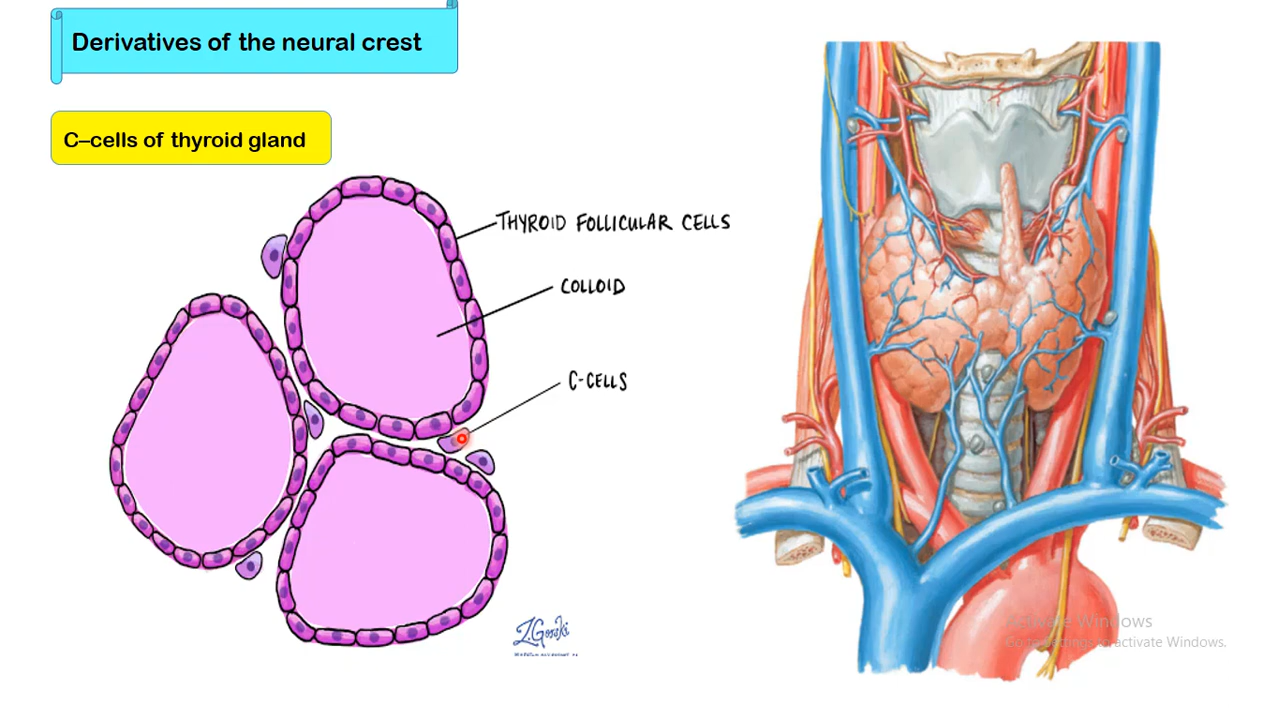 Derivatives of the neural crest
C–cells of thyroid gland
THYROID FOLLICULAR CELLS
COLLOID
C-CELLS
Z.Gosecki
Activate Windows
Go to Settings to activate Windows.